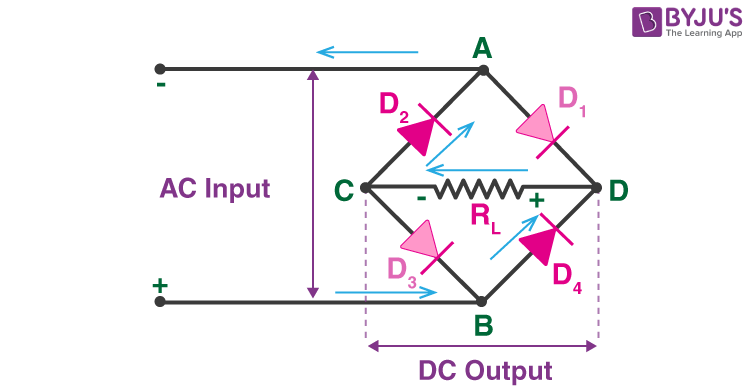 BYJU'S
The Learning App
A
-
D2
D1
AC Input
C
-
+
D
RL
D3
D4
+
B
DC Output